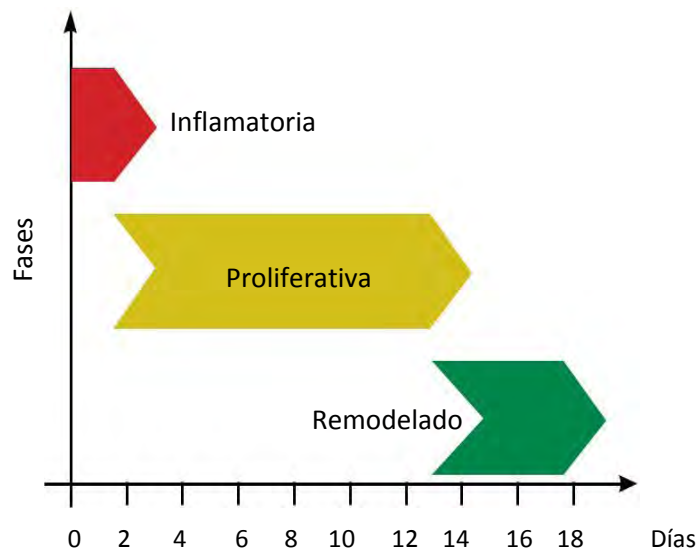 Fases
Inflamatoria
Proliferativa
Remodelado
0 2 4 6 8 10 12 14 16 18 Días